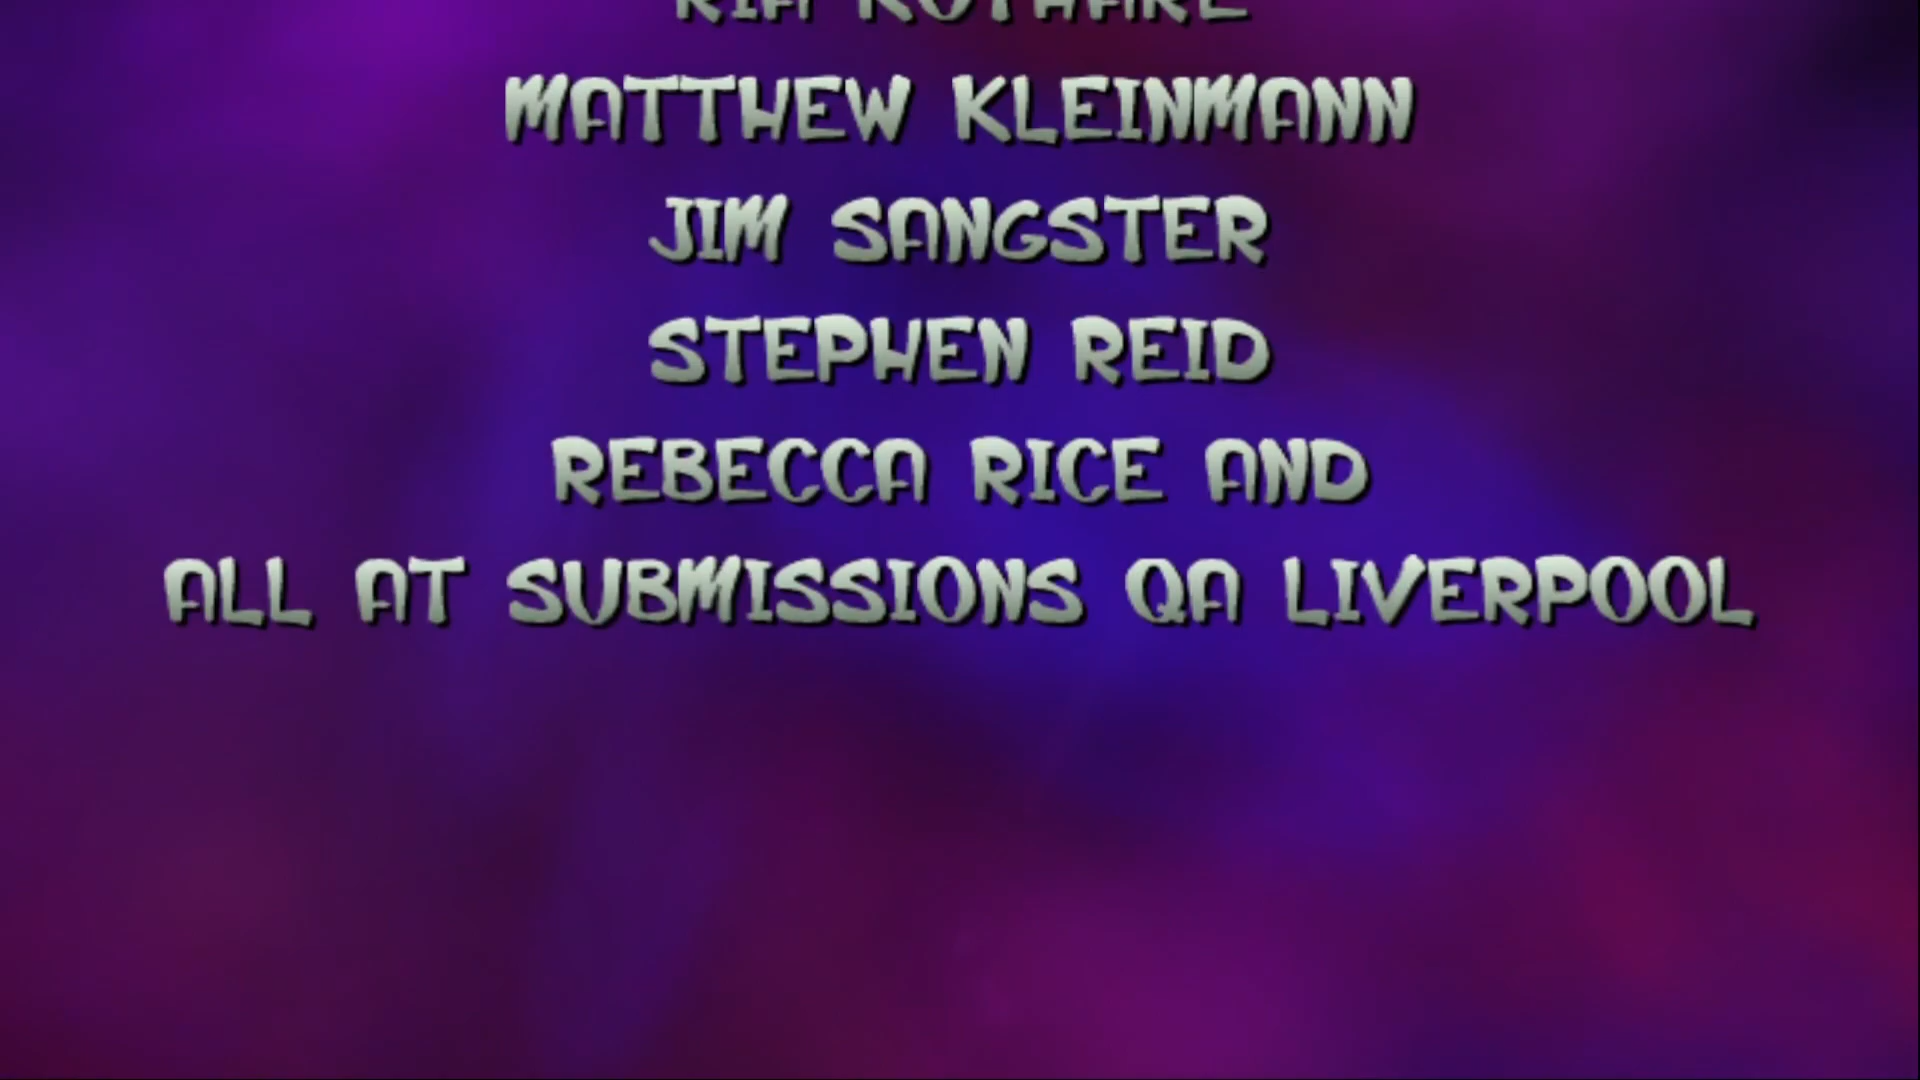 MATTHEW KLEINMANN
JIM SANGSTER
STEPHEN REID
REBECCA RICE AND
ALL AT SUBMISSIONS QA LIVERPOOL